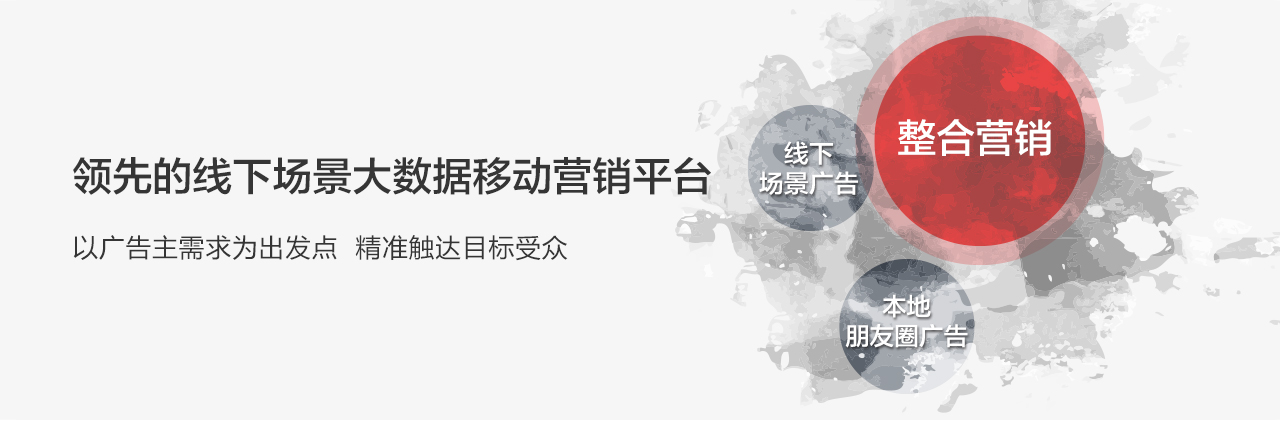 领先的线下场景大数据移动营销平台
以广告主需求为出发点 精准触达目标受众
整合营销
线下
场景广告
本地
朋友圈广告